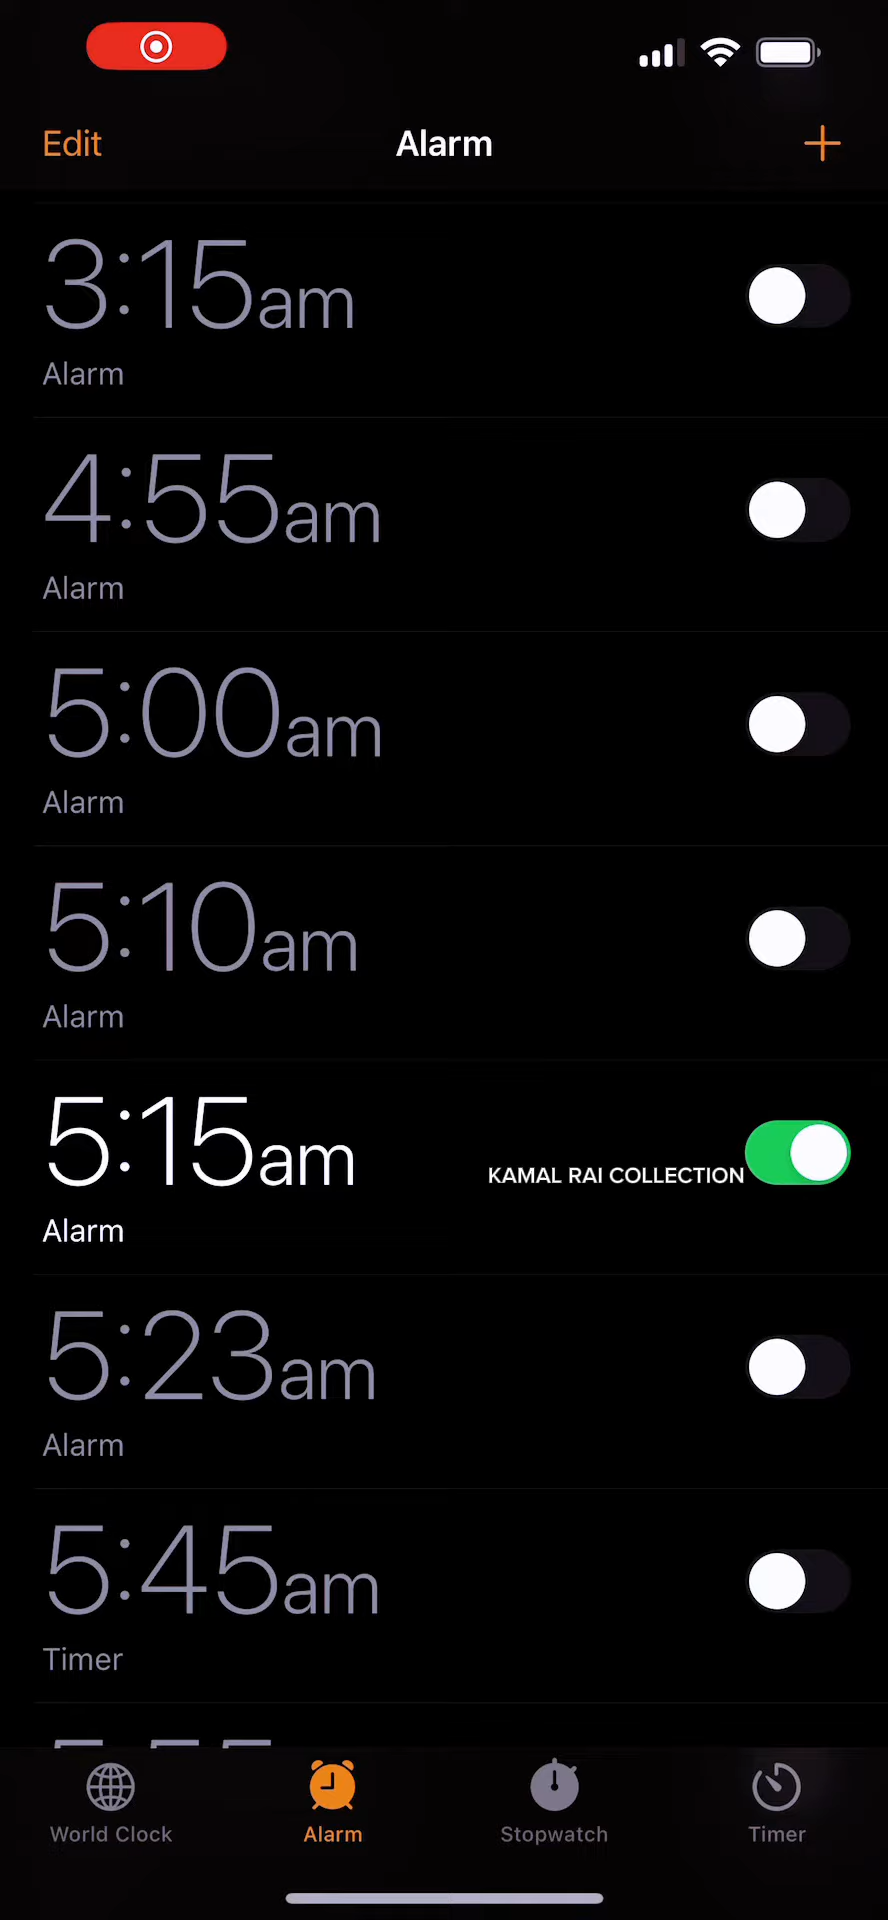 Edit
Alarm
3:15am
Alarm
4:55am
Alarm
5:00am
Alarm
5:10am
Alarm
5:15am
KAMAL RAI COLLECTION
Alarm
5:23am
Alarm
5:45am
Timer
World Clock
Alarm
Stopwatch
Timer